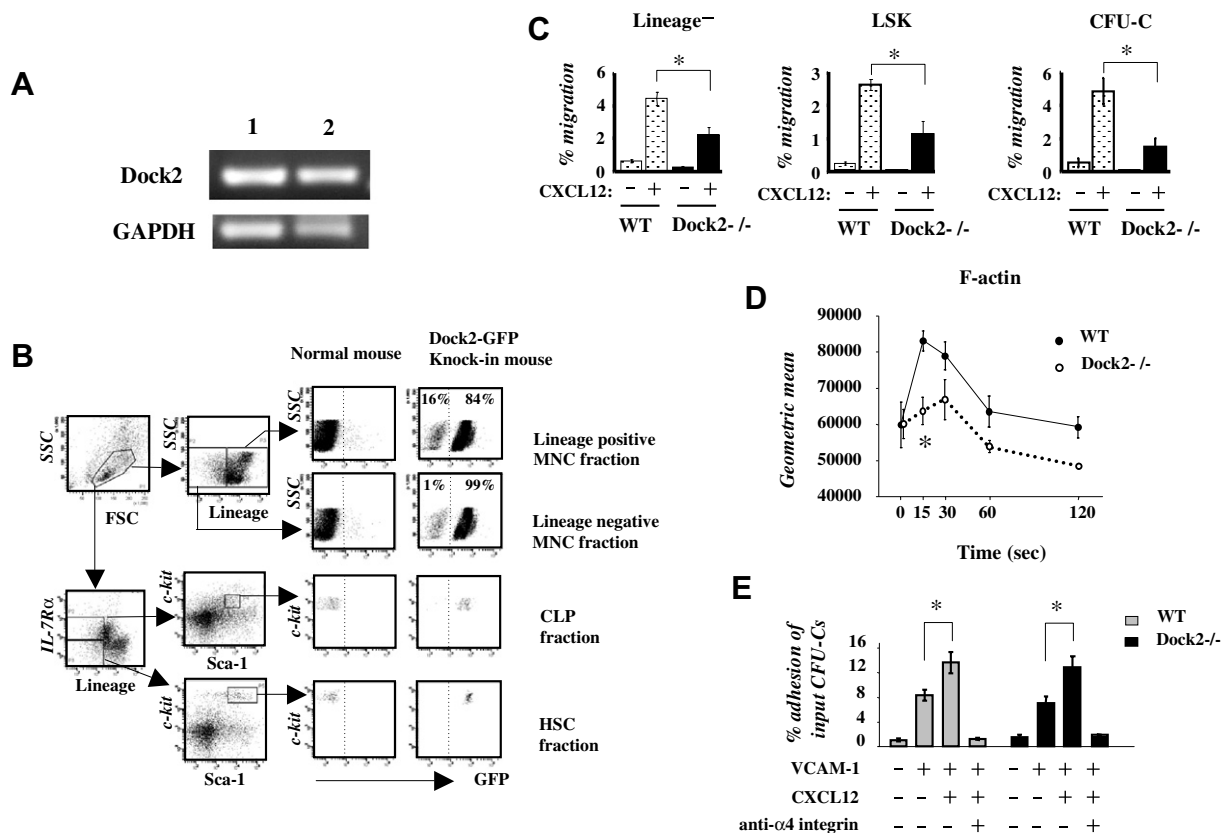 A
1 2
Dock2
GAPDH
B
Normal mouse
Dock2-GFP
Knock-in mouse
SSC
FSC
SSC
Lineage
SSC
16% 84%
Lineage positive
MNC fraction
SSC
1% 99%
Lineage negative
MNC fraction
IL-7Rα
Lineage
c-kit
Sca-1
c-kit
CLP
fraction
c-kit
Sca-1
c-kit
HSC
fraction
GFP
C
Lineage−
% migration
6
4
2
0
*
CXCL12: − + − +
WT Dock2- /-
LSK
% migration
3
2
1
0
*
CXCL12: − + − +
WT Dock2- /-
CFU-C
% migration
6
4
2
0
*
CXCL12: − + − +
WT Dock2- /-
D
F-actin
Geometric mean
90000
80000
70000
60000
50000
40000
*
WT
Dock2- /-
0 15 30 60 120
Time (sec)
E
% adhesion of
input CFU-Cs
16
12
8
4
0
* *
WT
Dock2-/-
VCAM-1 − + + + − + + +
CXCL12 − − + + − − + +
anti-α4 integrin − − − + − − − +